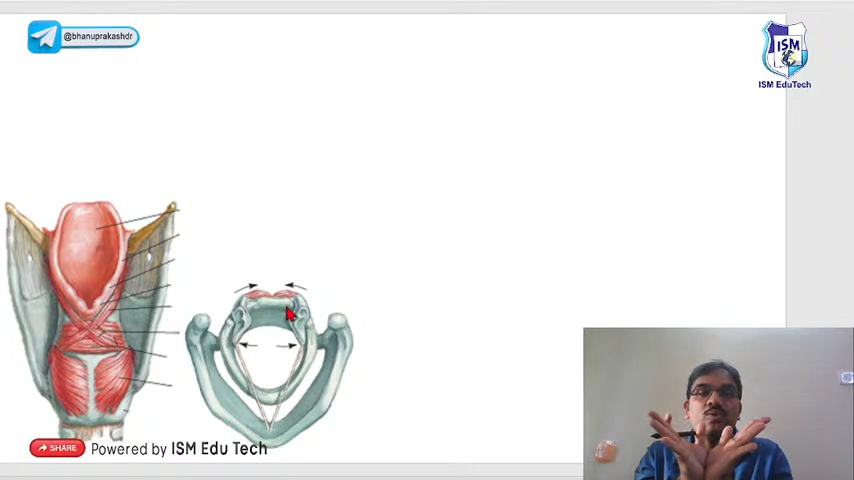 @bhanuprakashdr
ISM
ISM EduTech
SHARE Powered by ISM Edu Tech